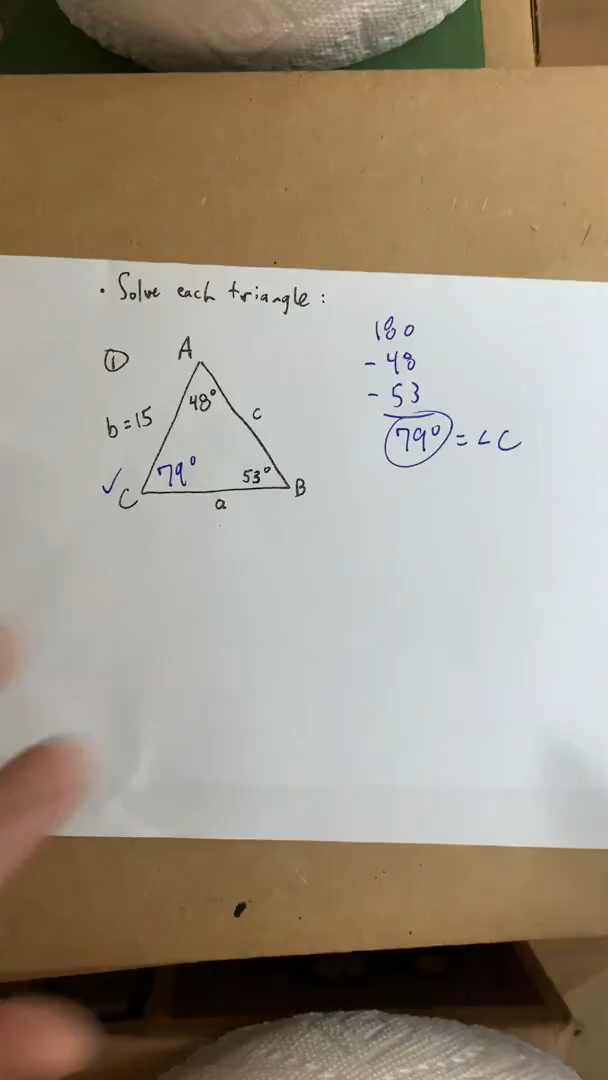 · Solve each triangle:
①
A
48°
b=15
c
✓ C
79°
53°
B
a
180
- 48
- 53
79° = ∠C